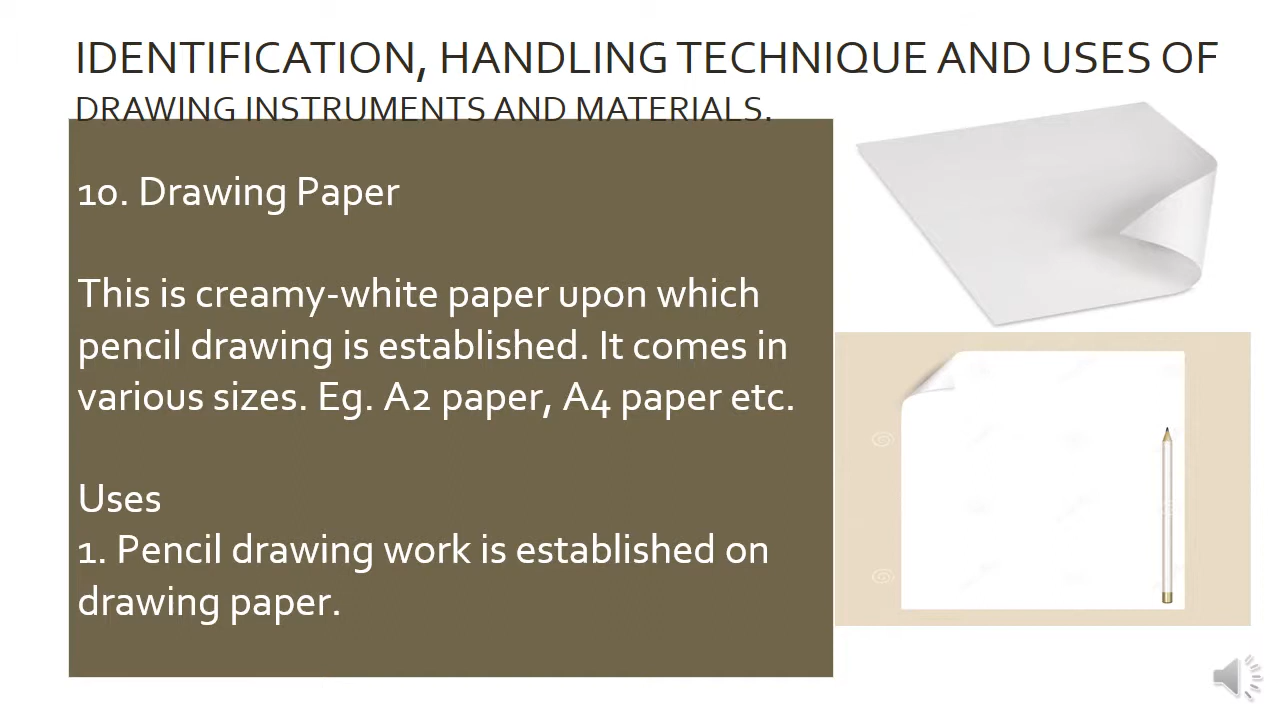 IDENTIFICATION, HANDLING TECHNIQUE AND USES OF
DRAWING INSTRUMENTS AND MATERIALS.
10. Drawing Paper
This is creamy-white paper upon which
pencil drawing is established. It comes in
various sizes. Eg. A2 paper, A4 paper etc.
Uses
1. Pencil drawing work is established on
drawing paper.